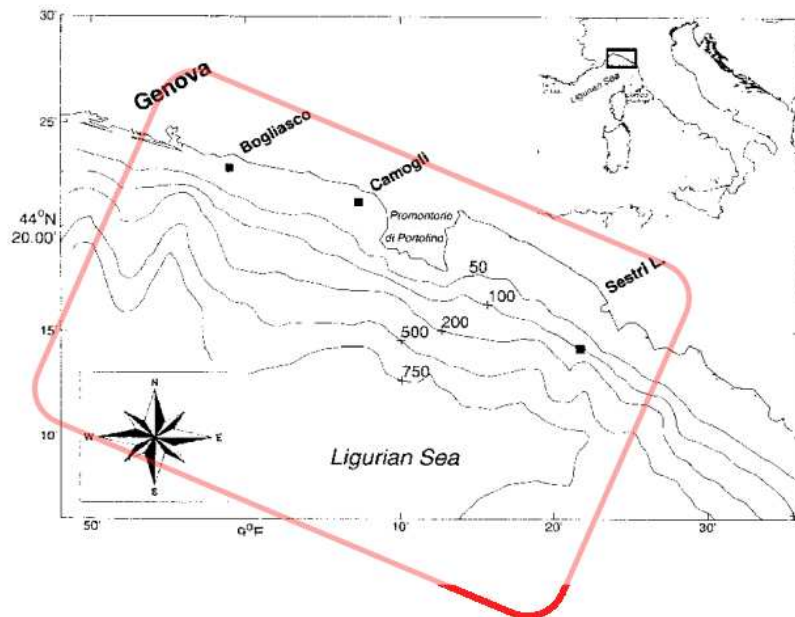 30'
25'
44°N
20.00'
15'
10'
50'
9°E
10'
20'
30'
Genova
Bogliasco
Camogli
Promontorio
di Portofino
Sestri L.
50
100
200
500
750
Ligurian Sea
N
W
E
S
Ligurian Sea